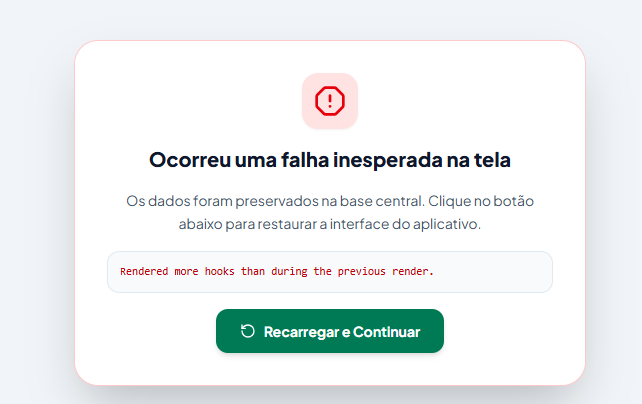 Ocorreu uma falha inesperada na tela
Os dados foram preservados na base central. Clique no botão
abaixo para restaurar a interface do aplicativo.
Rendered more hooks than during the previous render.
Recarregar e Continuar